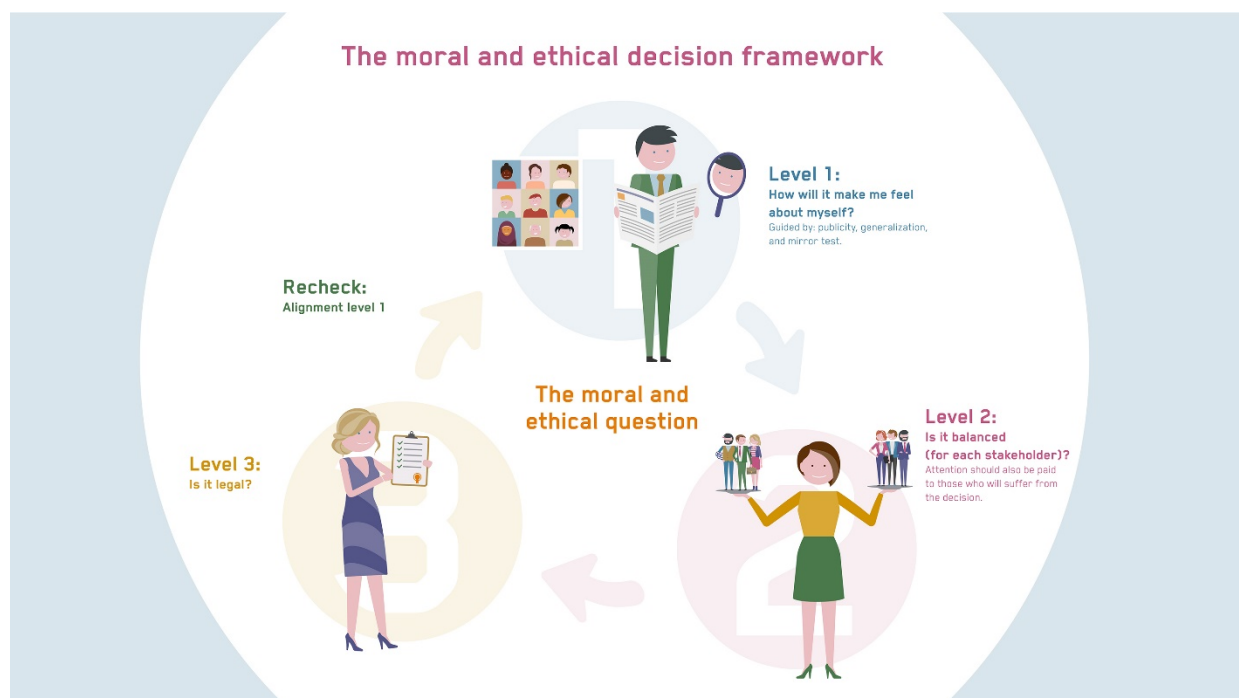 The moral and ethical decision framework
Level 1:
How will it make me feel
about myself?
Guided by: publicity, generalization,
and mirror test.
Recheck:
Alignment level 1
The moral and
ethical question
Level 2:
Is it balanced
(for each stakeholder)?
Attention should also be paid
to those who will suffer from
the decision.
Level 3:
Is it legal?
1
2
3